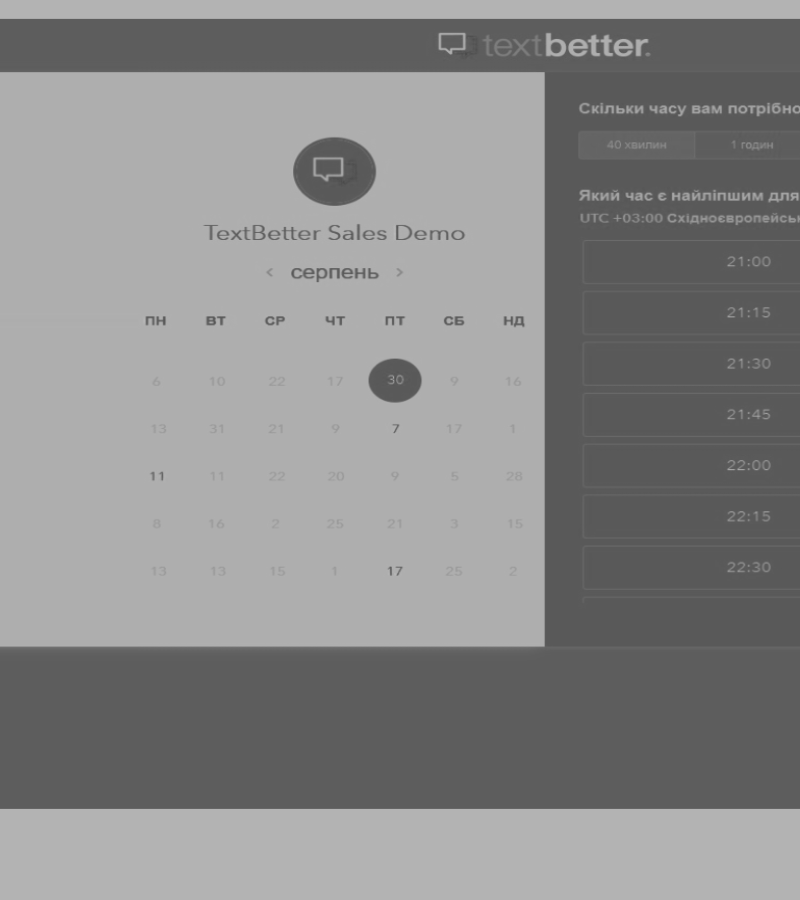 textbetter.
TextBetter Sales Demo
< серпень >
ПН ВТ СР ЧТ ПТ СБ НД
6 10 22 17 30 9 16
13 31 21 9 7 17 1
11 11 22 20 9 5 28
8 16 2 25 21 3 15
13 13 15 1 17 25 2
Скільки часу вам потрібно
40 хвилин 1 годин
Який час є найліпшим для
UTC +03:00 Східноєвропейсь
21:00
21:15
21:30
21:45
22:00
22:15
22:30